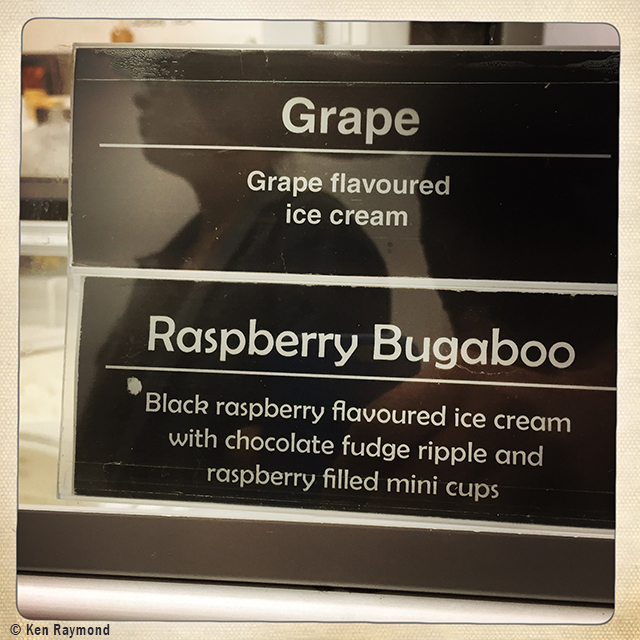 Grape
Grape flavoured
ice cream
Raspberry Bugaboo
Black raspberry flavoured ice cream
with chocolate fudge ripple and
raspberry filled mini cups
© Ken Raymond